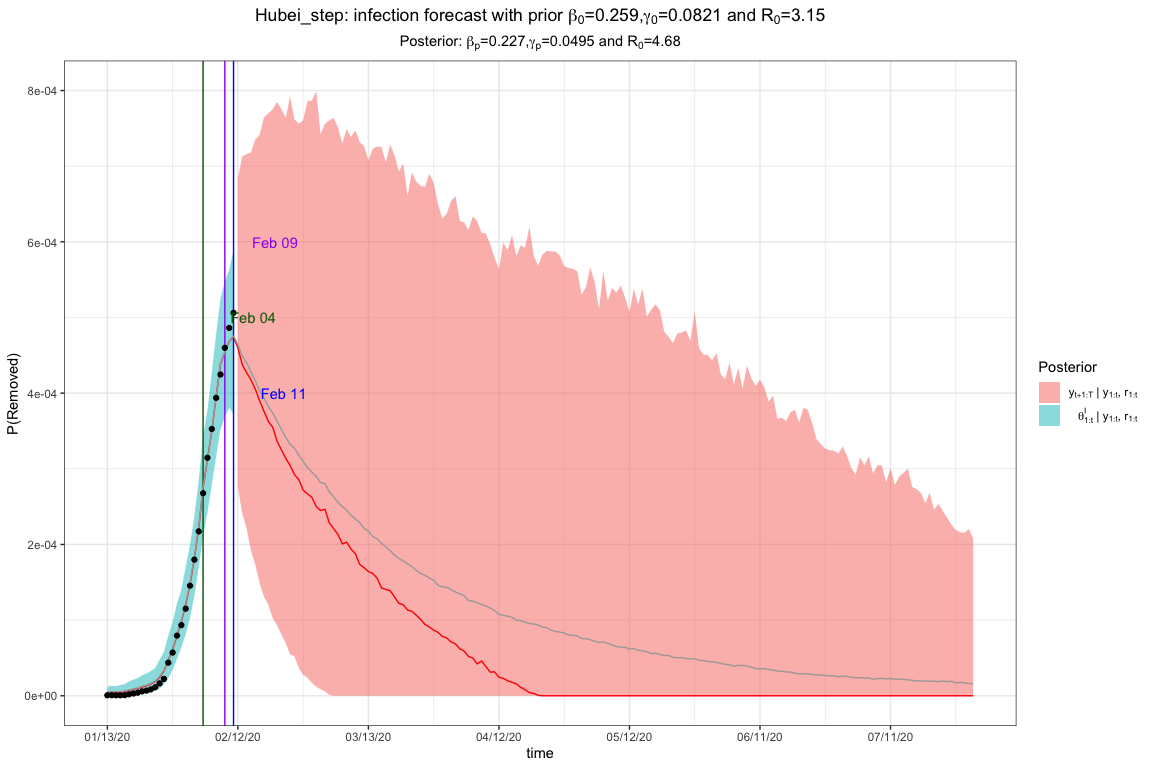 Hubei_step: infection forecast with prior β₀=0.259,γ₀=0.0821 and R₀=3.15
Posterior: βₚ=0.227,γₚ=0.0495 and R₀=4.68
P(Removed)
8e-04
6e-04
4e-04
2e-04
0e+00
Feb 09
Feb 04
Feb 11
01/13/20
02/12/20
03/13/20
04/12/20
05/12/20
06/11/20
07/11/20
time
Posterior
y_{t+1:T} | y_{1:t}, r_{1:t}
θ^I_{1:t} | y_{1:t}, r_{1:t}